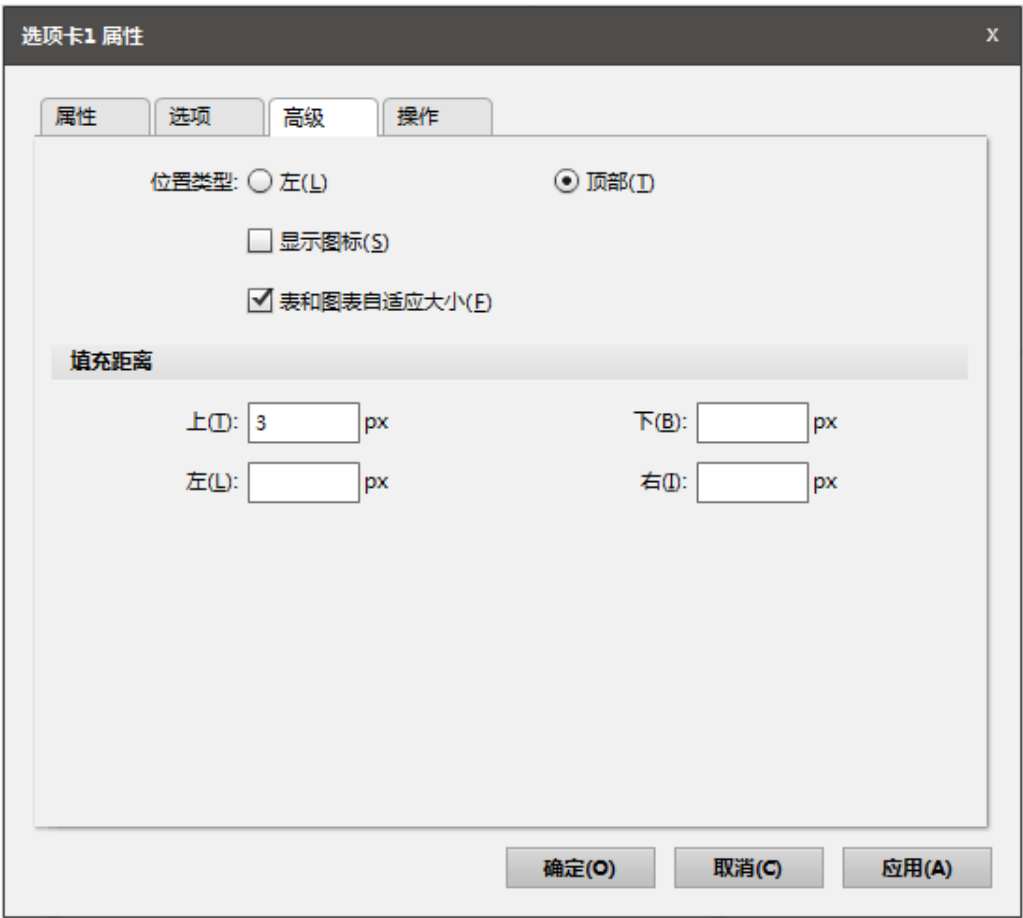 选项卡1 属性 X
属性 选项 高级 操作
位置类型: 左(L) 顶部(T)
显示图标(S)
表和图表自适应大小(F)
填充距离
上(T): 3 px 下(B): px
左(L): px 右(I): px
确定(O) 取消(C) 应用(A)